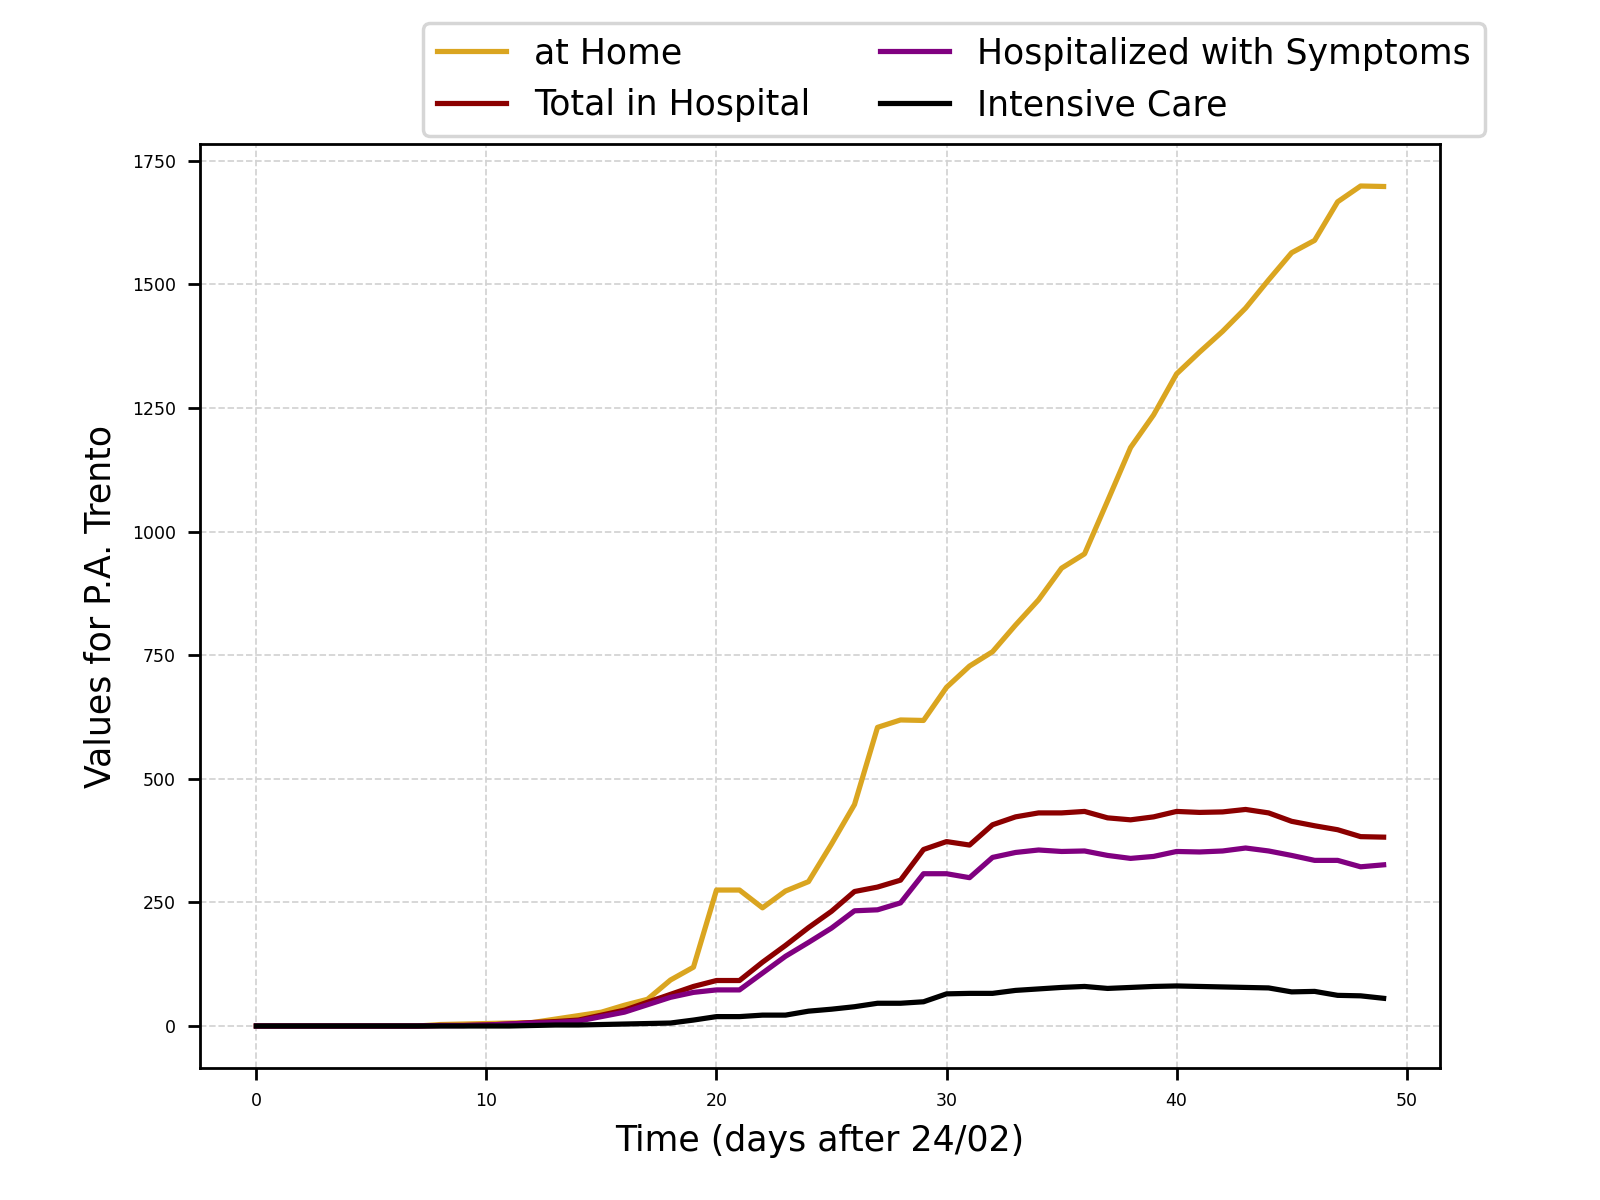 at Home
Total in Hospital
Hospitalized with Symptoms
Intensive Care
Values for P.A. Trento
1750
1500
1250
1000
750
500
250
0
0 10 20 30 40 50
Time (days after 24/02)